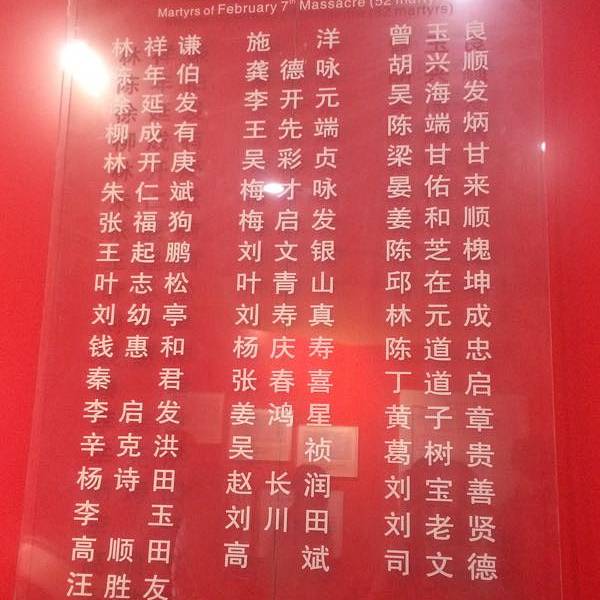 Martyrs of February 7th Massacre (52 martyrs)
林祥谦 施洋 曾玉良
陈年伯 龚德咏 胡兴顺
徐延发 李开元 吴海发
柳成有 王先端 陈端炳
林开庚 吴彩贞 梁甘甘
朱仁斌 梅才咏 晏佑来
张福狗 梅启发 姜和顺
王起鹏 刘文银 陈芝槐
叶志松 叶青山 邱在坤
刘幼亭 刘寿真 林元成
钱惠和 杨庆寿 陈道忠
秦君 张春喜 丁道启
李启发 姜鸿星 黄子章
辛克洪 吴祯 葛树贵
杨诗田 赵长润 刘宝善
李玉 刘川田 刘老贤
高顺田 高斌 司文德
汪胜友